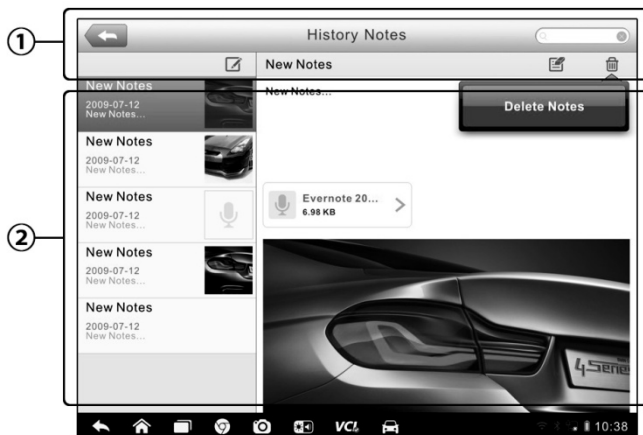 1
History Notes
New Notes
New Notes
2009-07-12
New Notes...
New Notes
2009-07-12
New Notes...
New Notes
2009-07-12
New Notes...
New Notes
2009-07-12
New Notes...
New Notes
2009-07-12
New Notes...
New Notes...
Delete Notes
Evernote 20...
6.98 KB
4 Serie
2
VCI
10:38